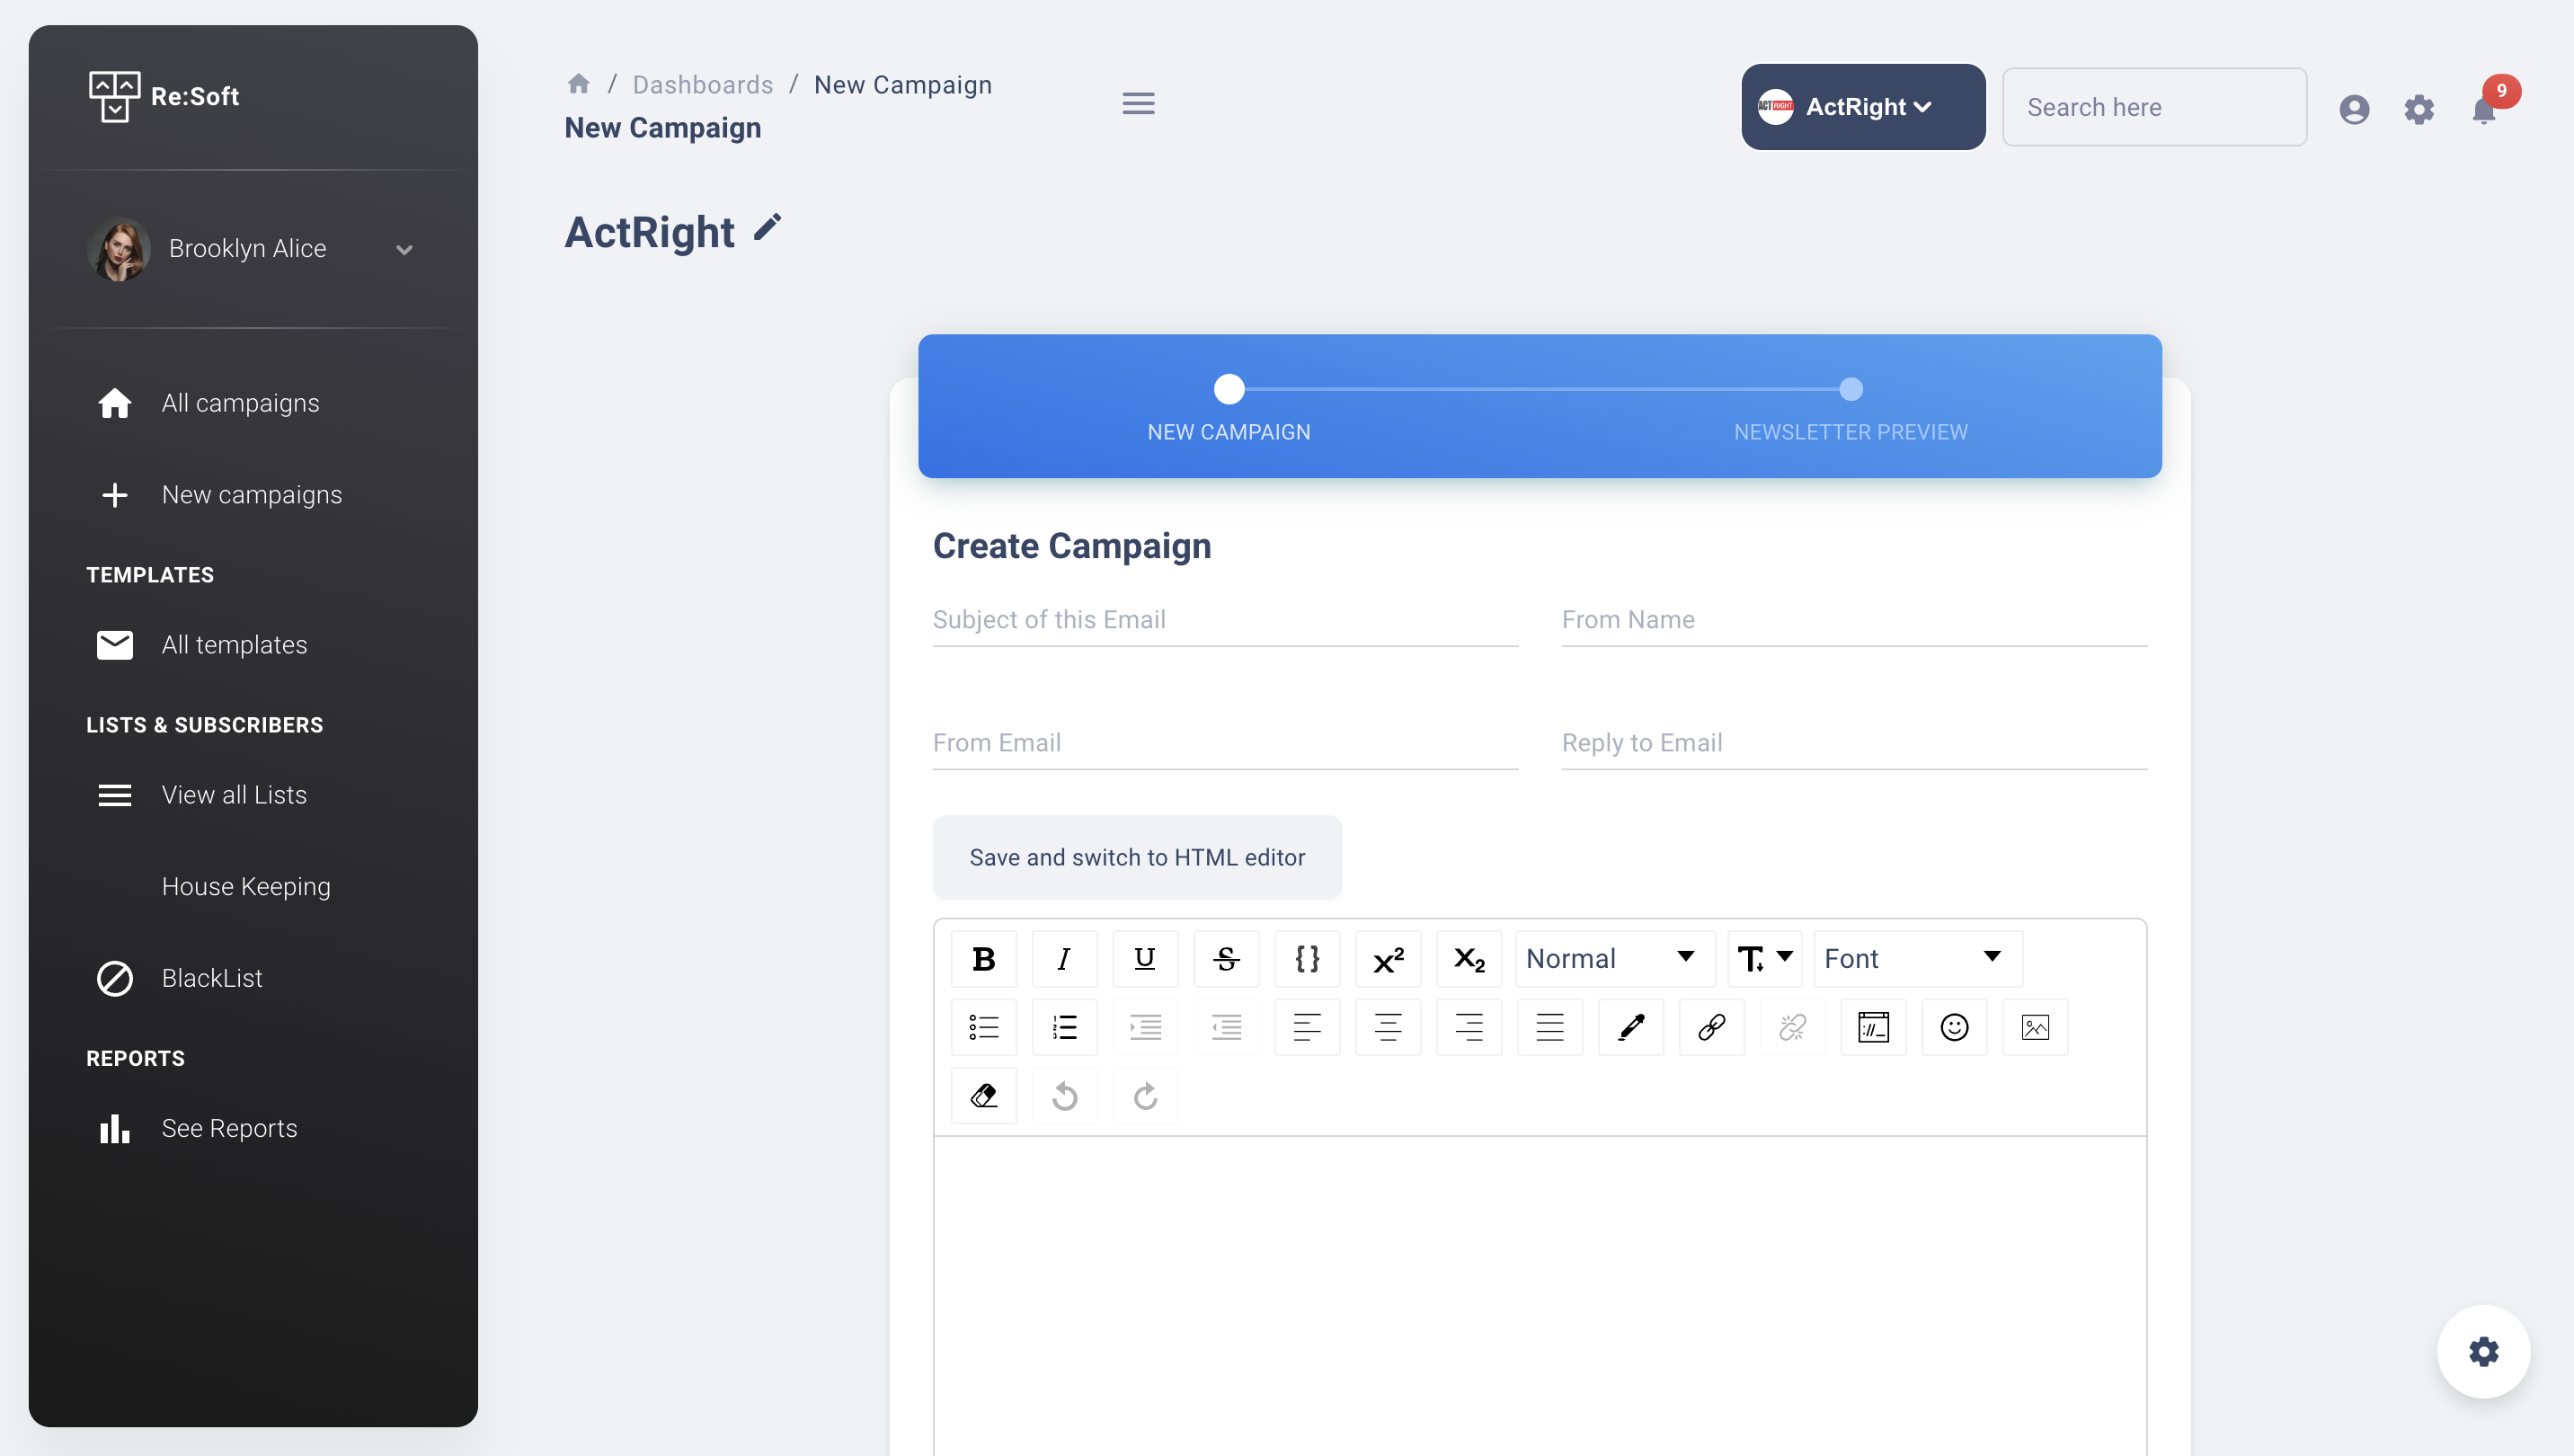 Re:Soft
Brooklyn Alice
All campaigns
New campaigns
TEMPLATES
All templates
LISTS & SUBSCRIBERS
View all Lists
House Keeping
BlackList
REPORTS
See Reports
/ Dashboards / New Campaign
New Campaign
ACTRIGHT
ActRight
Search here
9
ActRight
NEW CAMPAIGN
NEWSLETTER PREVIEW
Create Campaign
Subject of this Email
From Name
From Email
Reply to Email
Save and switch to HTML editor
B I U S {} x² x₂ Normal T Font